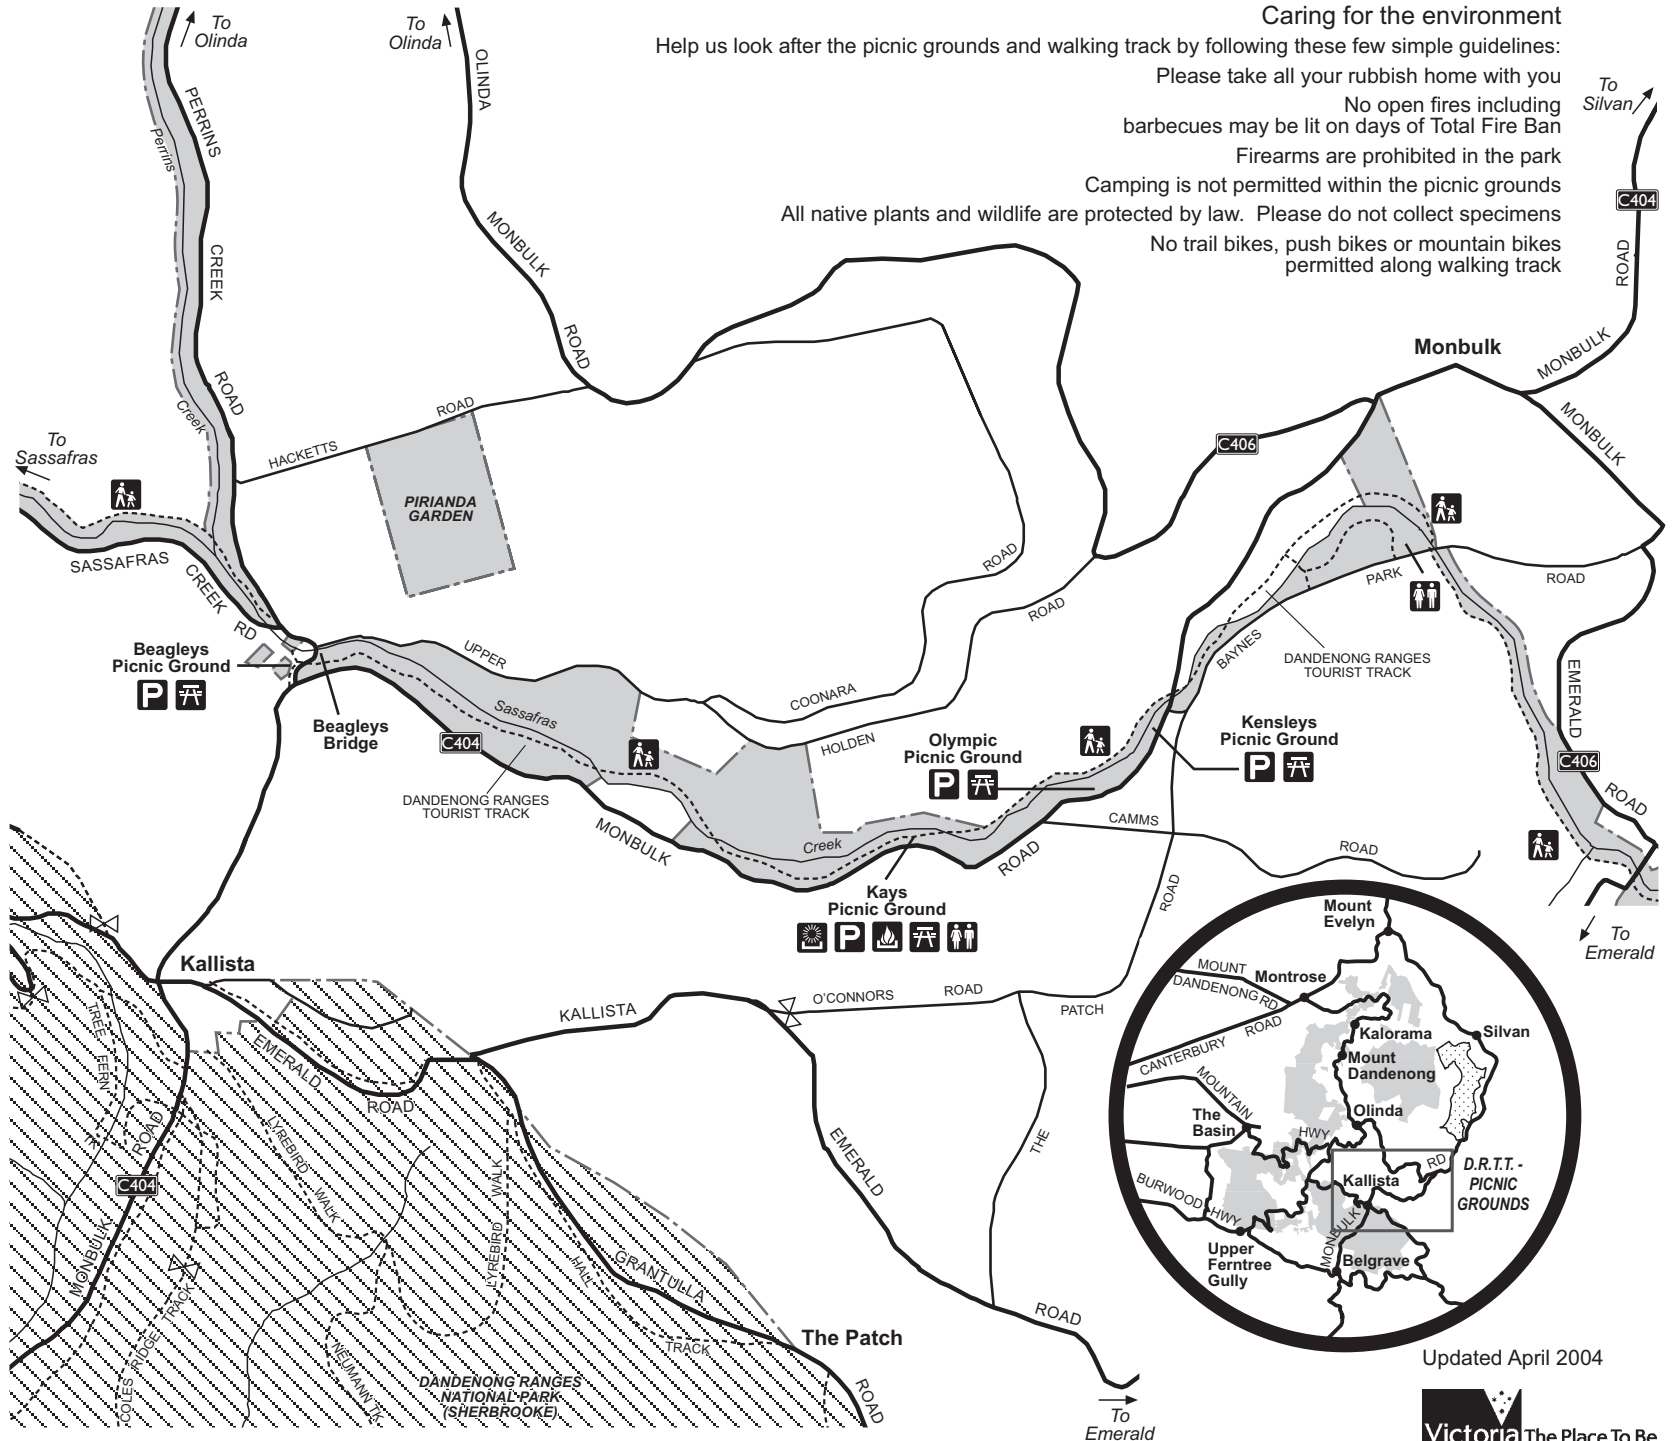 Caring for the environment
Help us look after the picnic grounds and walking track by following these few simple guidelines:
Please take all your rubbish home with you
No open fires including
barbecues may be lit on days of Total Fire Ban
Firearms are prohibited in the park
Camping is not permitted within the picnic grounds
All native plants and wildlife are protected by law.  Please do not collect specimens
No trail bikes, push bikes or mountain bikes
permitted along walking track
To
Olinda
To
Olinda
To
Silvan
PERRINS
CREEK
ROAD
Perrins
Creek
OLINDA
MONBULK
ROAD
C404
ROAD
MONBULK
Monbulk
MONBULK
C406
HACKETTS
ROAD
PIRIANDA
GARDEN
To
Sassafras
SASSAFRAS
CREEK
RD
Beagleys
Picnic Ground
P
Beagleys
Bridge
UPPER
COONARA
ROAD
HOLDEN
ROAD
Sassafras
Creek
C404
DANDENONG RANGES
TOURIST TRACK
MONBULK
ROAD
Olympic
Picnic Ground
P
Kensleys
Picnic Ground
P
Kays
Picnic Ground
P
BAYNES
PARK
ROAD
DANDENONG RANGES
TOURIST TRACK
EMERALD
C406
ROAD
To
Emerald
CAMMS
ROAD
ROAD
PATCH
THE
O'CONNORS
ROAD
Kallista
KALLISTA
EMERALD
ROAD
To
Emerald
EMERALD
ROAD
TREE
FERN
TK
ROAD
C404
MONBULK
LYREBIRD
WALK
LYREBIRD
WALK
HALL
TRACK
GRANTULLA
ROAD
The Patch
COLES
RIDGE
TRACK
NEUMANN TK
DANDENONG RANGES
NATIONAL PARK
(SHERBROOKE)
Mount
Evelyn
MOUNT
DANDENONG RD
Montrose
CANTERBURY
ROAD
Kalorama
Silvan
Mount
Dandenong
MOUNTAIN
HWY
The
Basin
Olinda
RD
Kallista
D.R.T.T. -
PICNIC
GROUNDS
BURWOOD
HWY
MONBULK
Upper
Ferntree
Gully
Belgrave
Updated April 2004
Victoria
The Place To Be